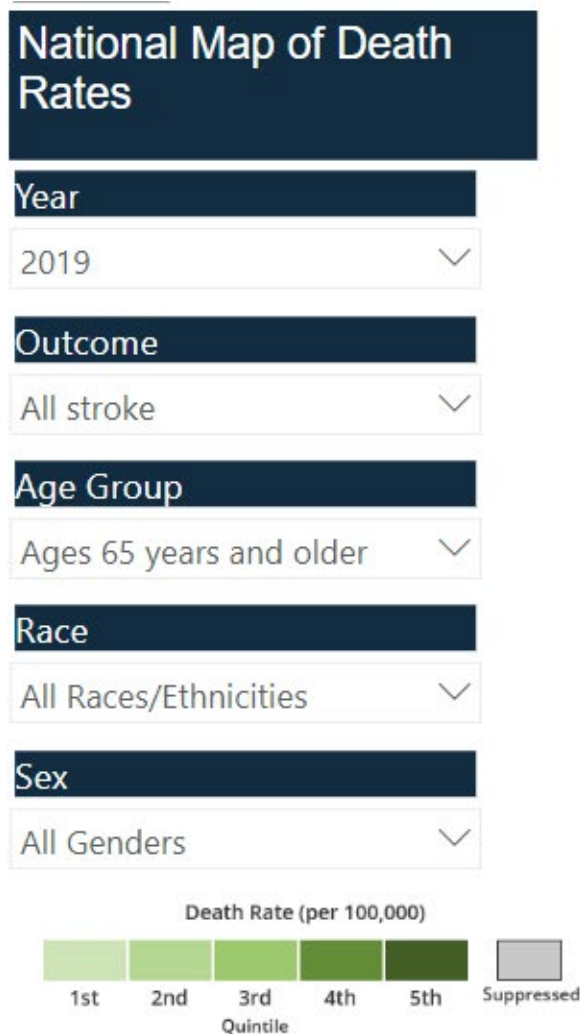 National Map of Death
Rates
Year
2019
Outcome
All stroke
Age Group
Ages 65 years and older
Race
All Races/Ethnicities
Sex
All Genders
Death Rate (per 100,000)
1st 2nd 3rd 4th 5th Suppressed
Quintile